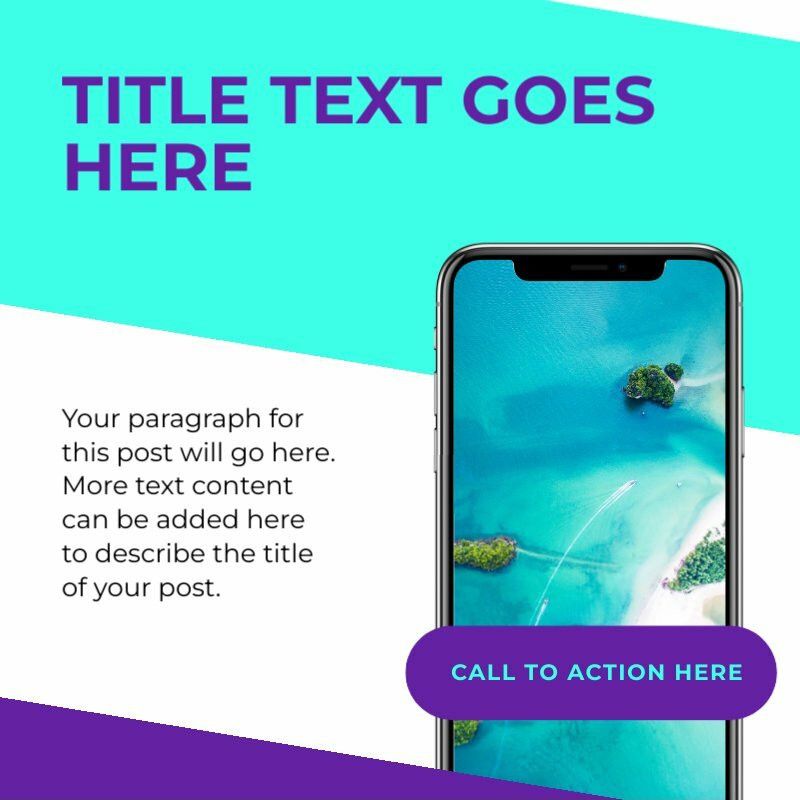 TITLE TEXT GOES
HERE
Your paragraph for
this post will go here.
More text content
can be added here
to describe the title
of your post.
CALL TO ACTION HERE